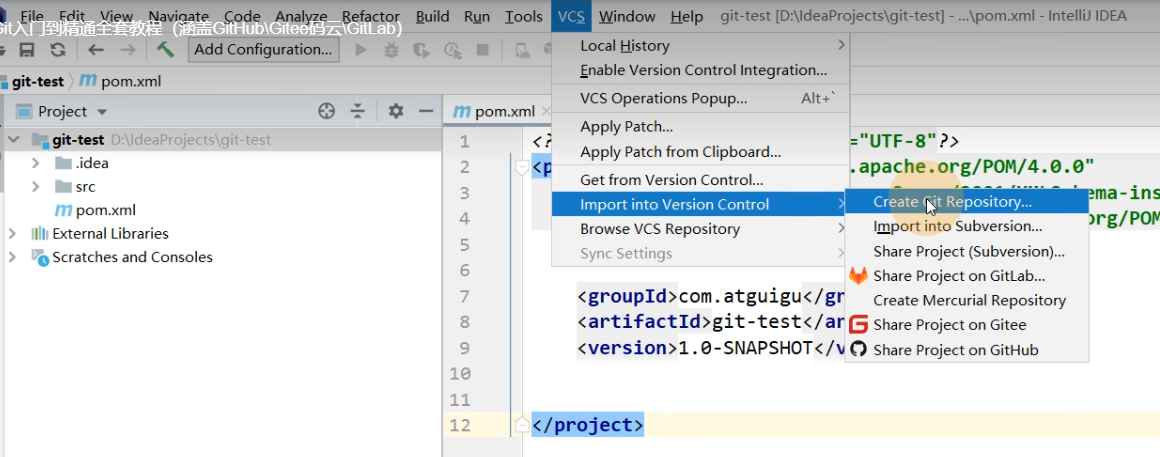 File Edit View Navigate Code Analyze Refactor Build Run Tools VCS Window Help git-test [D:\IdeaProjects\git-test] - ...\pom.xml - IntelliJ IDEA
Git入门到精通全套教程（涵盖GitHub\Gitee码云\GitLab）
Add Configuration...
git-test
pom.xml
Project
git-test D:\IdeaProjects\git-test
.idea
src
pom.xml
External Libraries
Scratches and Consoles
pom.xml
Local History
Enable Version Control Integration...
VCS Operations Popup... Alt+`
Apply Patch...
Apply Patch from Clipboard...
Get from Version Control...
Import into Version Control
Browse VCS Repository
Sync Settings
Create Git Repository...
Import into Subversion...
Share Project (Subversion)...
Share Project on GitLab...
Create Mercurial Repository
Share Project on Gitee
Share Project on GitHub
1 <? ="UTF-8"?>
2 <p .apache.org/POM/4.0.0"
3 ema-ins
4 org/POM
5
6
7 <groupId>com.atguigu</gr
8 <artifactId>git-test</ar
9 <version>1.0-SNAPSHOT</v
10
11
12 </project>